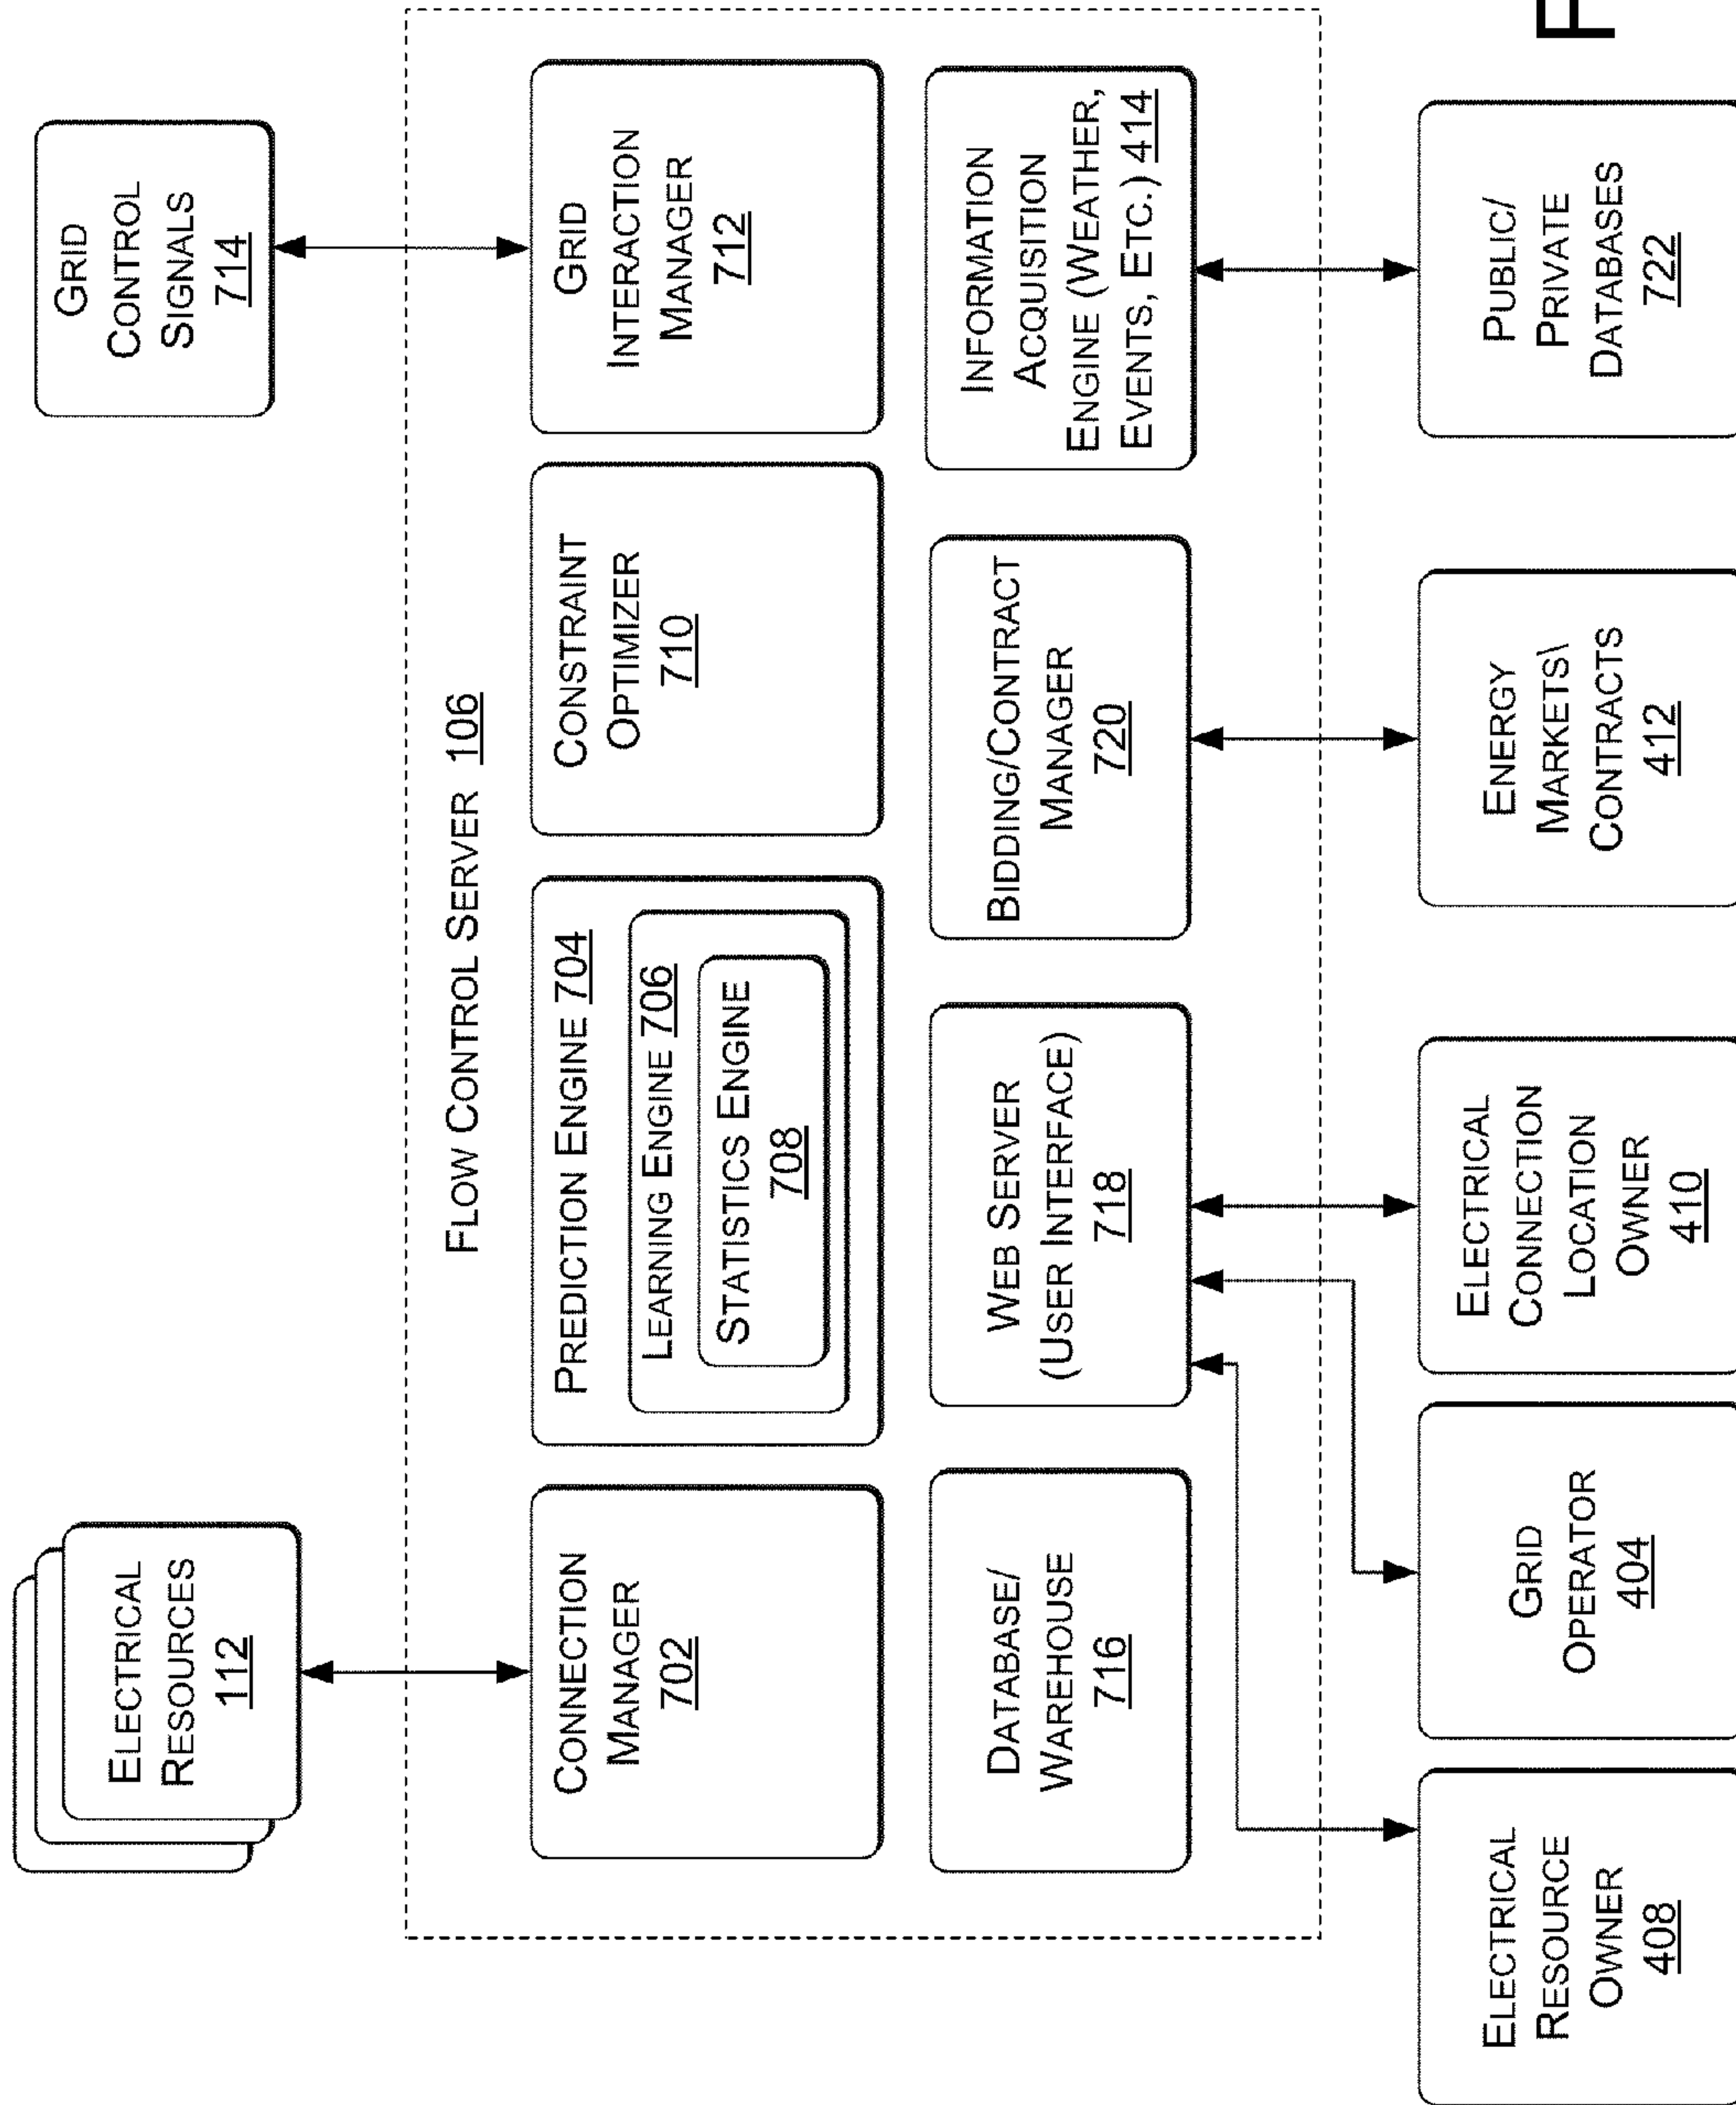 ELECTRICAL
RESOURCES
112
GRID
CONTROL
SIGNALS
714
FLOW CONTROL SERVER 106
CONNECTION
MANAGER
702
PREDICTION ENGINE 704
LEARNING ENGINE 706
STATISTICS ENGINE
708
CONSTRAINT
OPTIMIZER
710
GRID
INTERACTION
MANAGER
712
DATABASE/
WAREHOUSE
716
WEB SERVER
(USER INTERFACE)
718
BIDDING/CONTRACT
MANAGER
720
INFORMATION
ACQUISITION
ENGINE (WEATHER,
EVENTS, ETC.) 414
ELECTRICAL
RESOURCE
OWNER
408
GRID
OPERATOR
404
ELECTRICAL
CONNECTION
LOCATION
OWNER
410
ENERGY
MARKETS\
CONTRACTS
412
PUBLIC/
PRIVATE
DATABASES
722